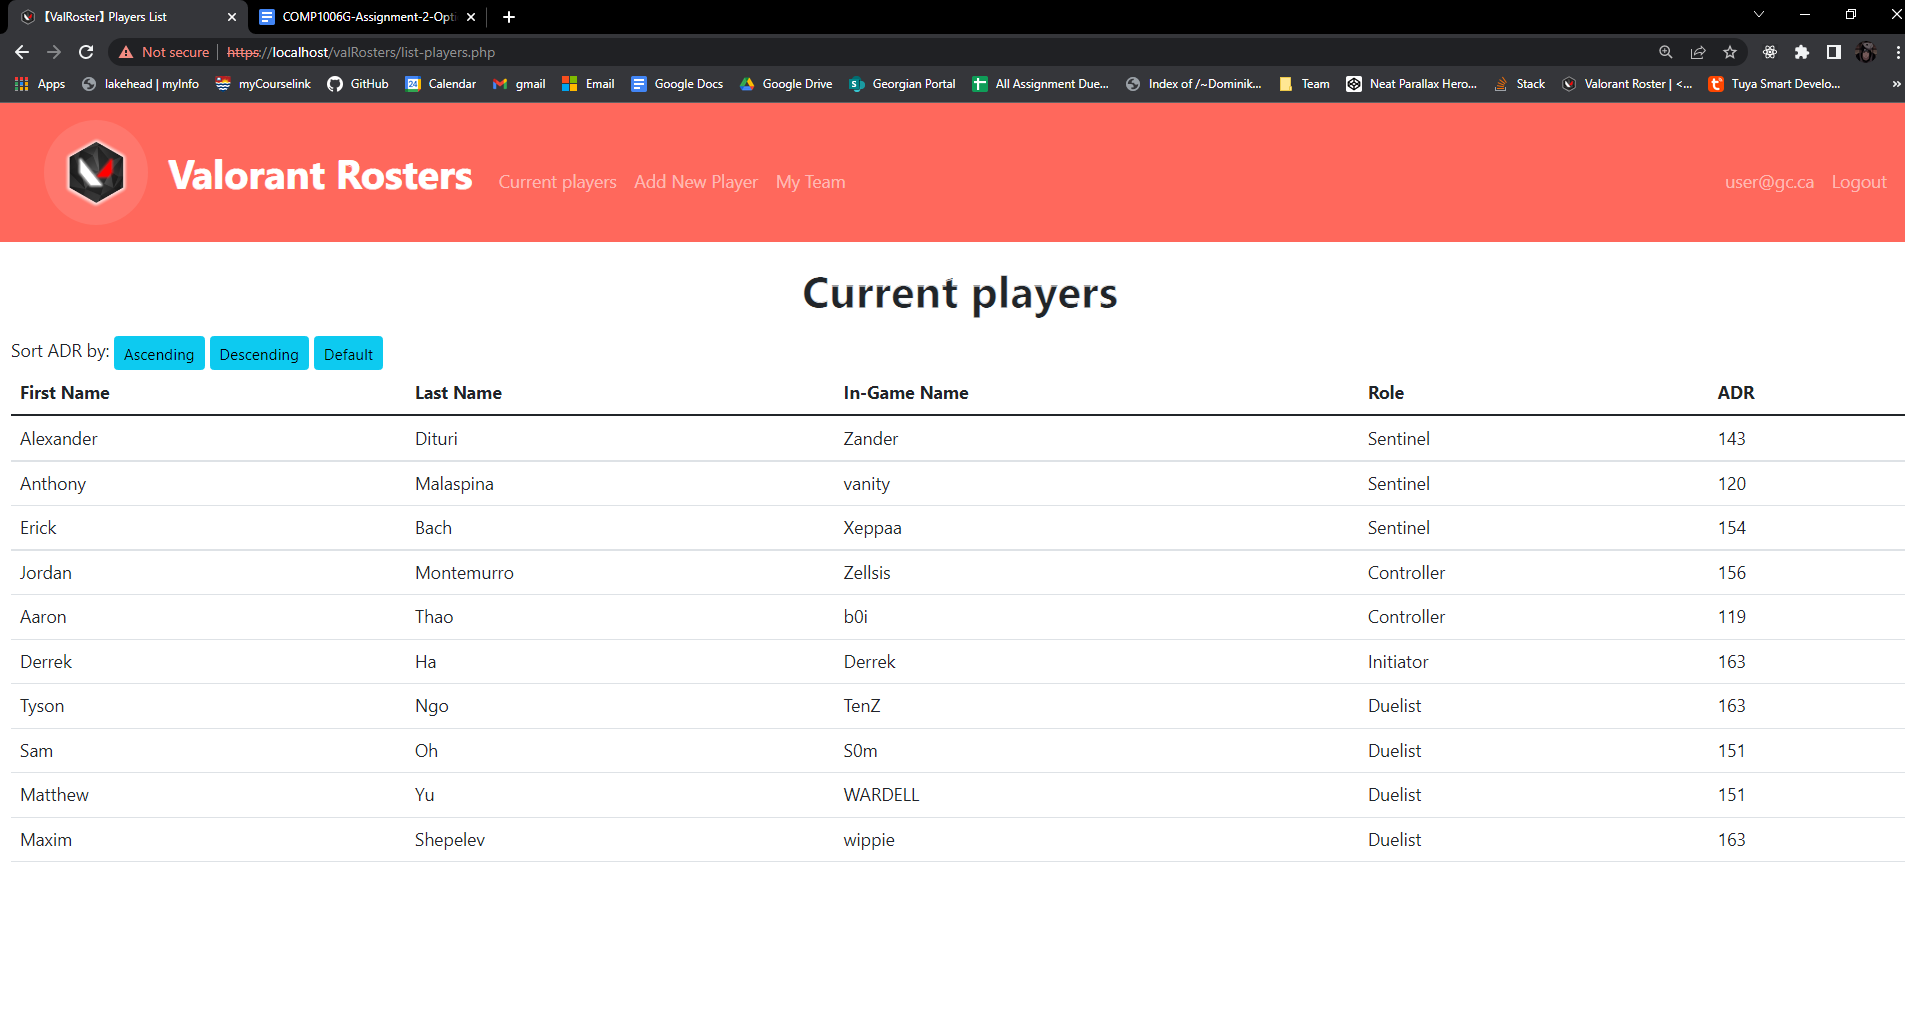 【ValRoster】Players List
COMP1006G-Assignment-2-Opti
Not secure https://localhost/valRosters/list-players.php
Apps lakehead | myInfo myCourselink GitHub 24 Calendar gmail Email Google Docs Google Drive Georgian Portal All Assignment Due... Index of /~Dominik... Team Neat Parallax Hero... Stack Valorant Roster | <... Tuya Smart Develo... »
Valorant Rosters Current players Add New Player My Team user@gc.ca Logout
Current players
Sort ADR by: Ascending Descending Default
First Name Last Name In-Game Name Role ADR
Alexander Dituri Zander Sentinel 143
Anthony Malaspina vanity Sentinel 120
Erick Bach Xeppaa Sentinel 154
Jordan Montemurro Zellsis Controller 156
Aaron Thao b0i Controller 119
Derrek Ha Derrek Initiator 163
Tyson Ngo TenZ Duelist 163
Sam Oh S0m Duelist 151
Matthew Yu WARDELL Duelist 151
Maxim Shepelev wippie Duelist 163